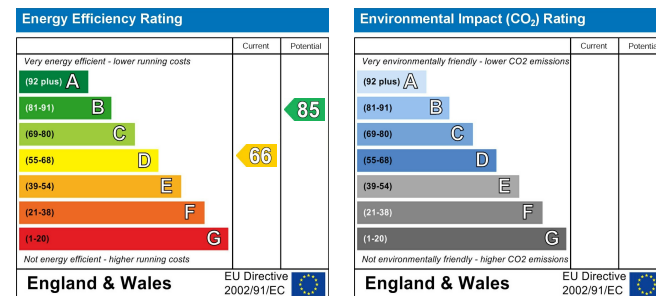 Energy Efficiency Rating
Current Potential
Very energy efficient - lower running costs
(92 plus) A
(81-91) B
85
(69-80) C
(55-68) D
66
(39-54) E
(21-38) F
(1-20) G
Not energy efficient - higher running costs
England & Wales
EU Directive
2002/91/EC
Environmental Impact (CO₂) Rating
Current Potential
Very environmentally friendly - lower CO2 emissions
(92 plus) A
(81-91) B
(69-80) C
(55-68) D
(39-54) E
(21-38) F
(1-20) G
Not environmentally friendly - higher CO2 emissions
England & Wales
EU Directive
2002/91/EC